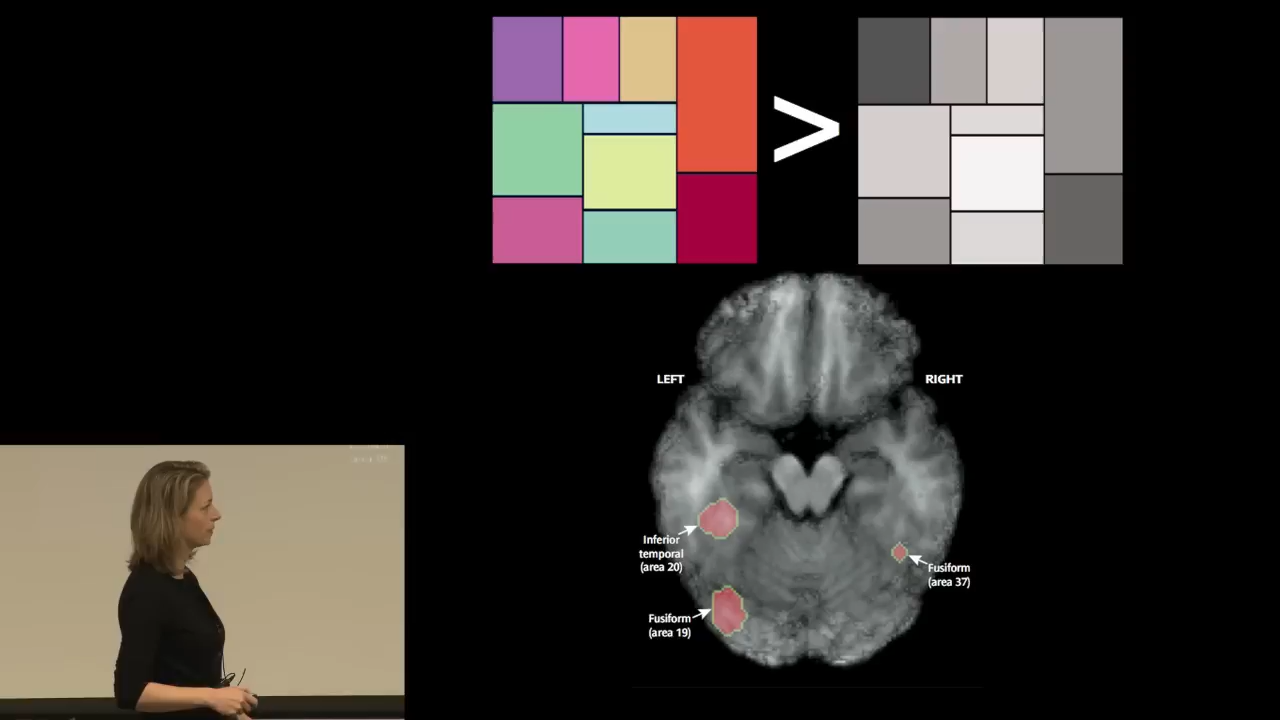 >
LEFT
RIGHT
Inferior
temporal
(area 20)
Fusiform
(area 37)
Fusiform
(area 19)